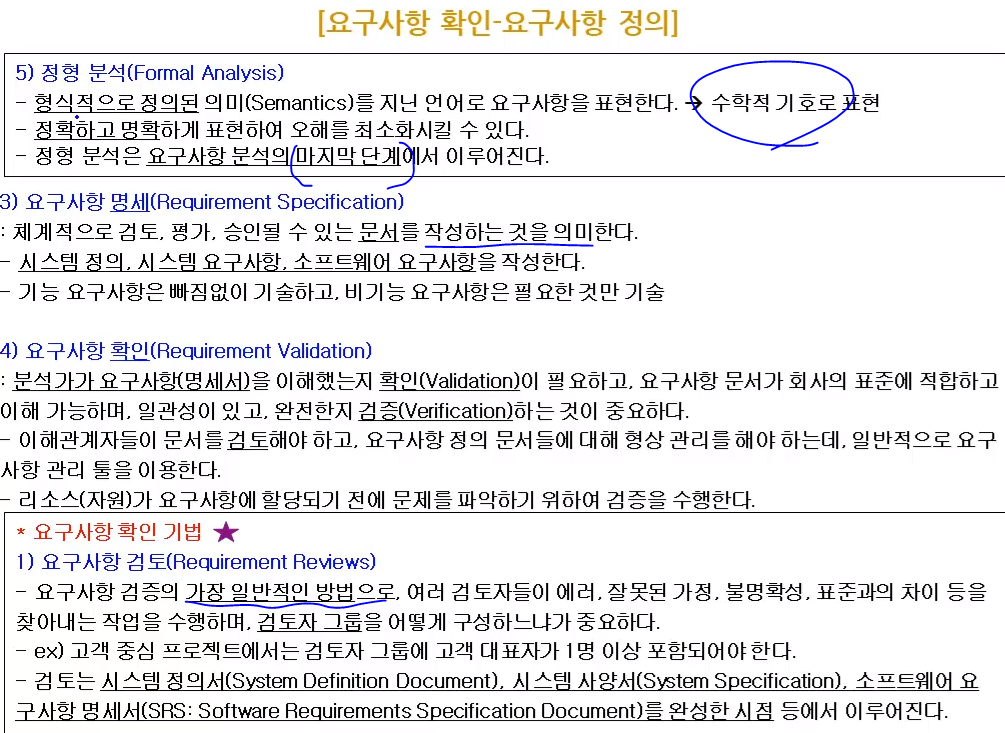 [요구사항 확인-요구사항 정의]
5) 정형 분석(Formal Analysis)
- 형식적으로 정의된 의미(Semantics)를 지닌 언어로 요구사항을 표현한다. → 수학적 기호로 표현
- 정확하고 명확하게 표현하여 오해를 최소화시킬 수 있다.
- 정형 분석은 요구사항 분석의 마지막 단계에서 이루어진다.
3) 요구사항 명세(Requirement Specification)
: 체계적으로 검토, 평가, 승인될 수 있는 문서를 작성하는 것을 의미한다.
- 시스템 정의, 시스템 요구사항, 소프트웨어 요구사항을 작성한다.
- 기능 요구사항은 빠짐없이 기술하고, 비기능 요구사항은 필요한 것만 기술
4) 요구사항 확인(Requirement Validation)
: 분석가가 요구사항(명세서)을 이해했는지 확인(Validation)이 필요하고, 요구사항 문서가 회사의 표준에 적합하고
이해 가능하며, 일관성이 있고, 완전한지 검증(Verification)하는 것이 중요하다.
- 이해관계자들이 문서를 검토해야 하고, 요구사항 정의 문서들에 대해 형상 관리를 해야 하는데, 일반적으로 요구
사항 관리 툴을 이용한다.
- 리소스(자원)가 요구사항에 할당되기 전에 문제를 파악하기 위하여 검증을 수행한다.
* 요구사항 확인 기법 ★
1) 요구사항 검토(Requirement Reviews)
- 요구사항 검증의 가장 일반적인 방법으로, 여러 검토자들이 에러, 잘못된 가정, 불명확성, 표준과의 차이 등을
찾아내는 작업을 수행하며, 검토자 그룹을 어떻게 구성하느냐가 중요하다.
- ex) 고객 중심 프로젝트에서는 검토자 그룹에 고객 대표자가 1명 이상 포함되어야 한다.
- 검토는 시스템 정의서(System Definition Document), 시스템 사양서(System Specification), 소프트웨어 요
구사항 명세서(SRS: Software Requirements Specification Document)를 완성한 시점 등에서 이루어진다.